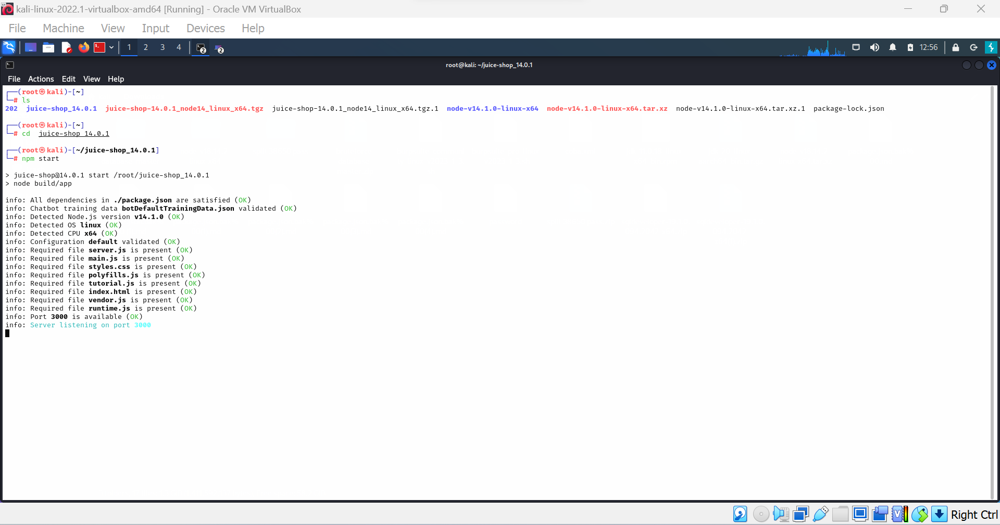 kali-linux-2022.1-virtualbox-amd64 [Running] - Oracle VM VirtualBox
File Machine View Input Devices Help
1 2 3 4 2 2 12:56
root@kali: ~/juice-shop_14.0.1
File Actions Edit View Help
┌──(root㉿kali)-[~]
└─# ls
202 juice-shop_14.0.1 juice-shop-14.0.1_node14_linux_x64.tgz juice-shop-14.0.1_node14_linux_x64.tgz.1 node-v14.1.0-linux-x64 node-v14.1.0-linux-x64.tar.xz node-v14.1.0-linux-x64.tar.xz.1 package-lock.json
┌──(root㉿kali)-[~]
└─# cd juice-shop_14.0.1
┌──(root㉿kali)-[~/juice-shop_14.0.1]
└─# npm start
> juice-shop@14.0.1 start /root/juice-shop_14.0.1
> node build/app
info: All dependencies in ./package.json are satisfied (OK)
info: Chatbot training data botDefaultTrainingData.json validated (OK)
info: Detected Node.js version v14.1.0 (OK)
info: Detected OS linux (OK)
info: Detected CPU x64 (OK)
info: Configuration default validated (OK)
info: Required file server.js is present (OK)
info: Required file main.js is present (OK)
info: Required file styles.css is present (OK)
info: Required file polyfills.js is present (OK)
info: Required file tutorial.js is present (OK)
info: Required file index.html is present (OK)
info: Required file vendor.js is present (OK)
info: Required file runtime.js is present (OK)
info: Port 3000 is available (OK)
info: Server listening on port 3000
Right Ctrl